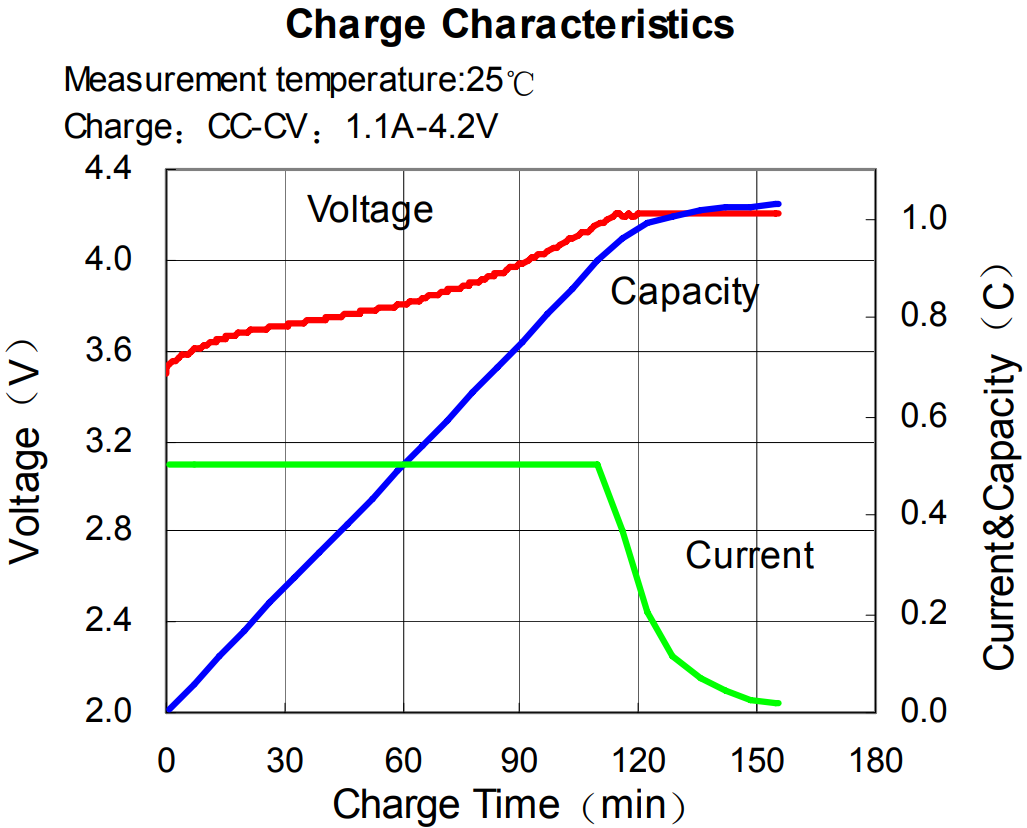 Charge Characteristics
Measurement temperature:25℃
Charge：CC-CV：1.1A-4.2V
Voltage
Capacity
Current
Voltage（V）
4.4
4.0
3.6
3.2
2.8
2.4
2.0
Current&Capacity（C）
1.0
0.8
0.6
0.4
0.2
0.0
0 30 60 90 120 150 180
Charge Time（min）